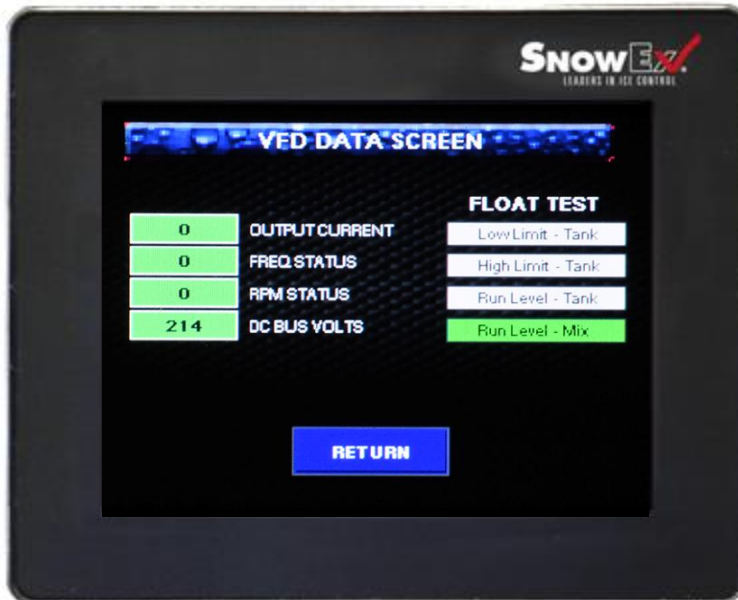 SNOWEX
LEADERS IN ICE CONTROL
VFD DATA SCREEN
FLOAT TEST
0 OUTPUT CURRENT Low Limit - Tank
0 FREQ. STATUS High Limit - Tank
0 RPM STATUS Run Level - Tank
214 DC BUS VOLTS Run Level - Mix
RETURN